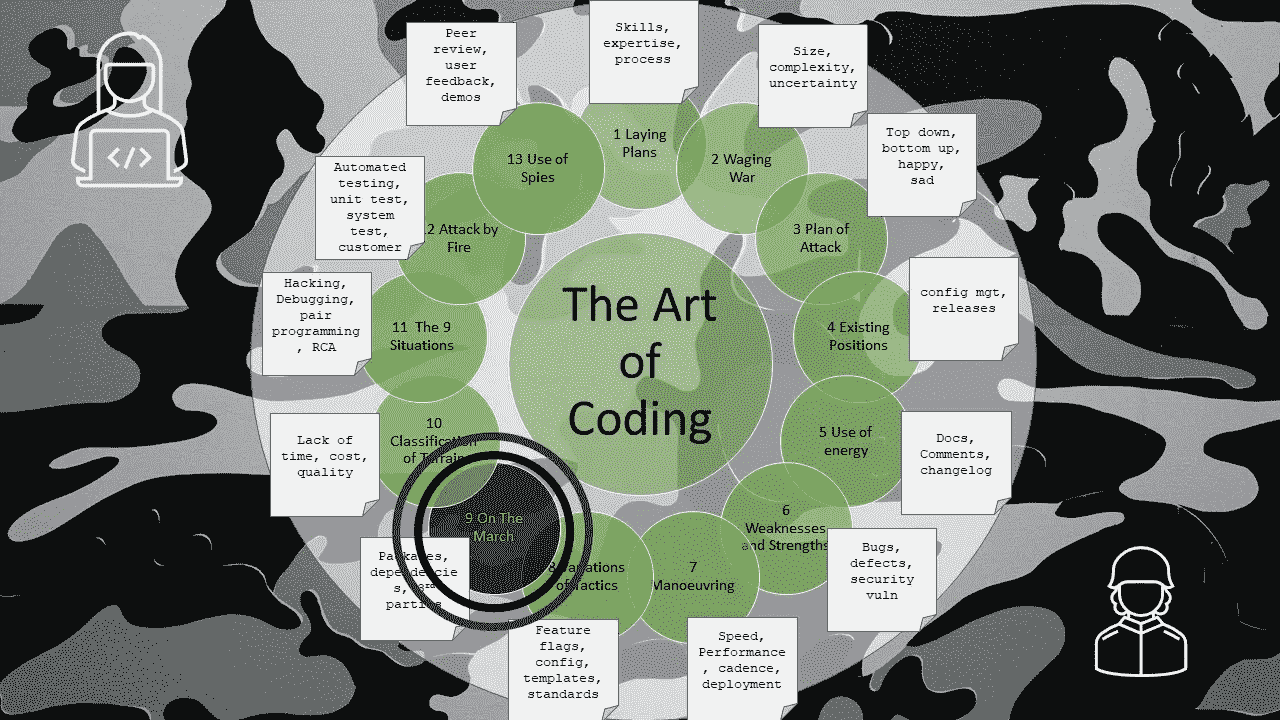 The Art
of
Coding
Skills,
expertise,
process
1 Laying
Plans
Size,
complexity,
uncertainty
2 Waging
War
Top down,
bottom up,
happy,
sad
3 Plan of
Attack
config mgt,
releases
4 Existing
Positions
Docs,
Comments,
changelog
5 Use of
energy
Bugs,
defects,
security
vuln
6
Weaknesses
and Strengths
Speed,
Performance
, cadence,
deployment
7
Manoeuvring
Feature
flags,
config,
templates,
standards
8 Variations
of Tactics
Packages,
dependencie
s,
parties
9 On The
March
Lack of
time, cost,
quality
10
Classification
of Terrain
Hacking,
Debugging,
pair
programming
, RCA
11 The 9
Situations
Automated
testing,
unit test,
system
test,
customer
2 Attack by
Fire
Peer
review,
user
feedback,
demos
13 Use of
Spies
</>